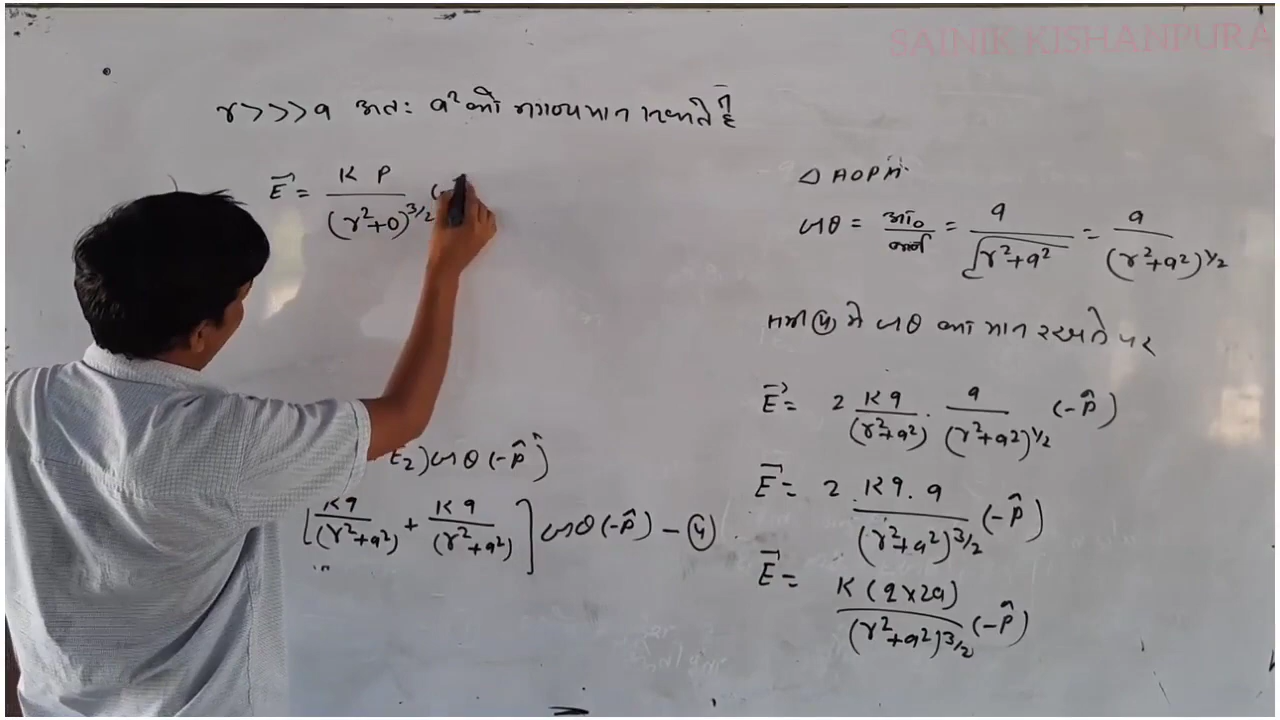 SAINIK KISHANPURA
r>>>a अतः a² को नगण्य मान सकते हैं
E⃗ = K P / (r²+0)^3/2 (-
E₂) cosθ (-p̂)
[Kq/(r²+a²) + Kq/(r²+a²)] cosθ (-p̂) - ④
△ AOP में
cosθ = आ०/कर्ण = a/√r²+a² = a/(r²+a²)^1/2
④ में cosθ का मान रखने पर
E⃗ = 2 Kq/(r²+a²) . a/(r²+a²)^1/2 (-p̂)
E⃗ = 2 . Kq . a/(r²+a²)^3/2 (-p̂)
E⃗ = K (q×2a)/(r²+a²)^3/2 (-p̂)